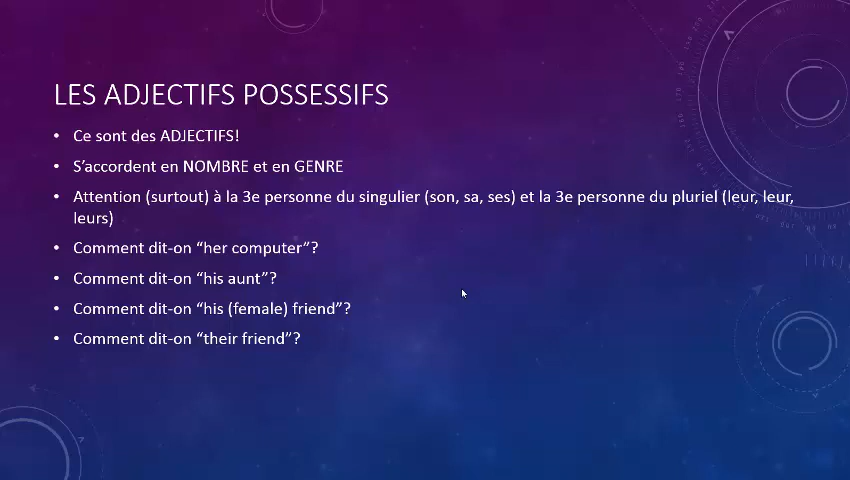 LES ADJECTIFS POSSESSIFS
• Ce sont des ADJECTIFS!
• S’accordent en NOMBRE et en GENRE
• Attention (surtout) à la 3e personne du singulier (son, sa, ses) et la 3e personne du pluriel (leur, leur,
leurs)
• Comment dit-on “her computer”?
• Comment dit-on “his aunt”?
• Comment dit-on “his (female) friend”?
• Comment dit-on “their friend”?